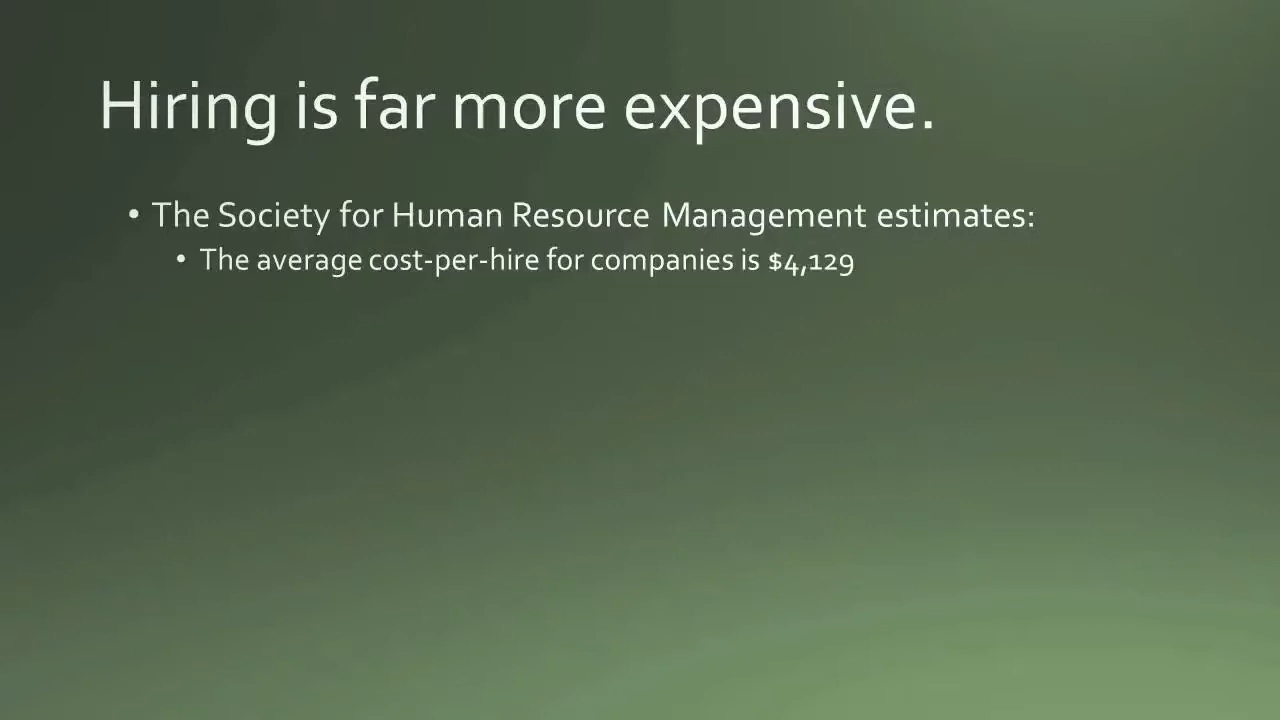 Hiring is far more expensive.
• The Society for Human Resource Management estimates:
• The average cost-per-hire for companies is $4,129